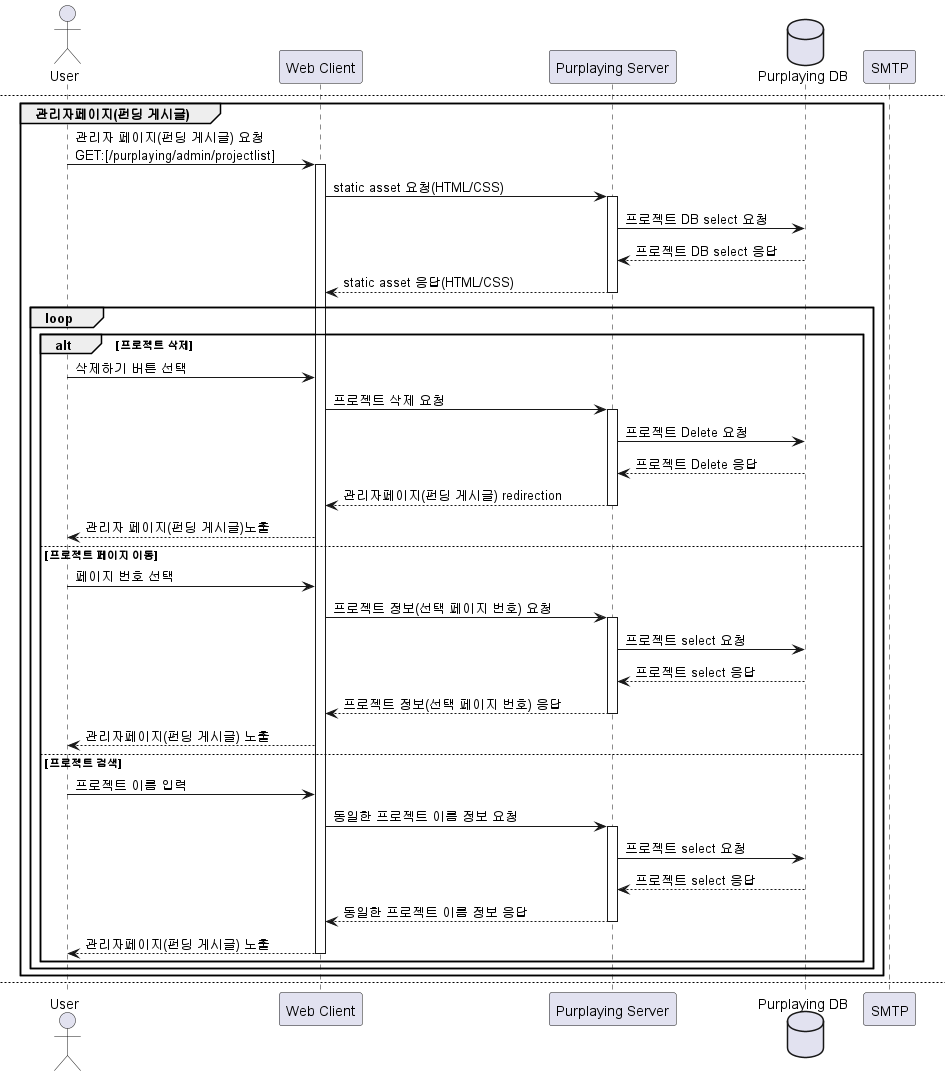 User
Web Client
Purplaying Server
Purplaying DB
SMTP
관리자페이지(펀딩 게시글)
관리자 페이지(펀딩 게시글) 요청
GET:[/purplaying/admin/projectlist]
static asset 요청(HTML/CSS)
프로젝트 DB select 요청
프로젝트 DB select 응답
static asset 응답(HTML/CSS)
loop
alt
[프로젝트 삭제]
삭제하기 버튼 선택
프로젝트 삭제 요청
프로젝트 Delete 요청
프로젝트 Delete 응답
관리자페이지(펀딩 게시글) redirection
관리자 페이지(펀딩 게시글)노출
[프로젝트 페이지 이동]
페이지 번호 선택
프로젝트 정보(선택 페이지 번호) 요청
프로젝트 select 요청
프로젝트 select 응답
프로젝트 정보(선택 페이지 번호) 응답
관리자페이지(펀딩 게시글) 노출
[프로젝트 검색]
프로젝트 이름 입력
동일한 프로젝트 이름 정보 요청
프로젝트 select 요청
프로젝트 select 응답
동일한 프로젝트 이름 정보 응답
관리자페이지(펀딩 게시글) 노출
User
Web Client
Purplaying Server
Purplaying DB
SMTP